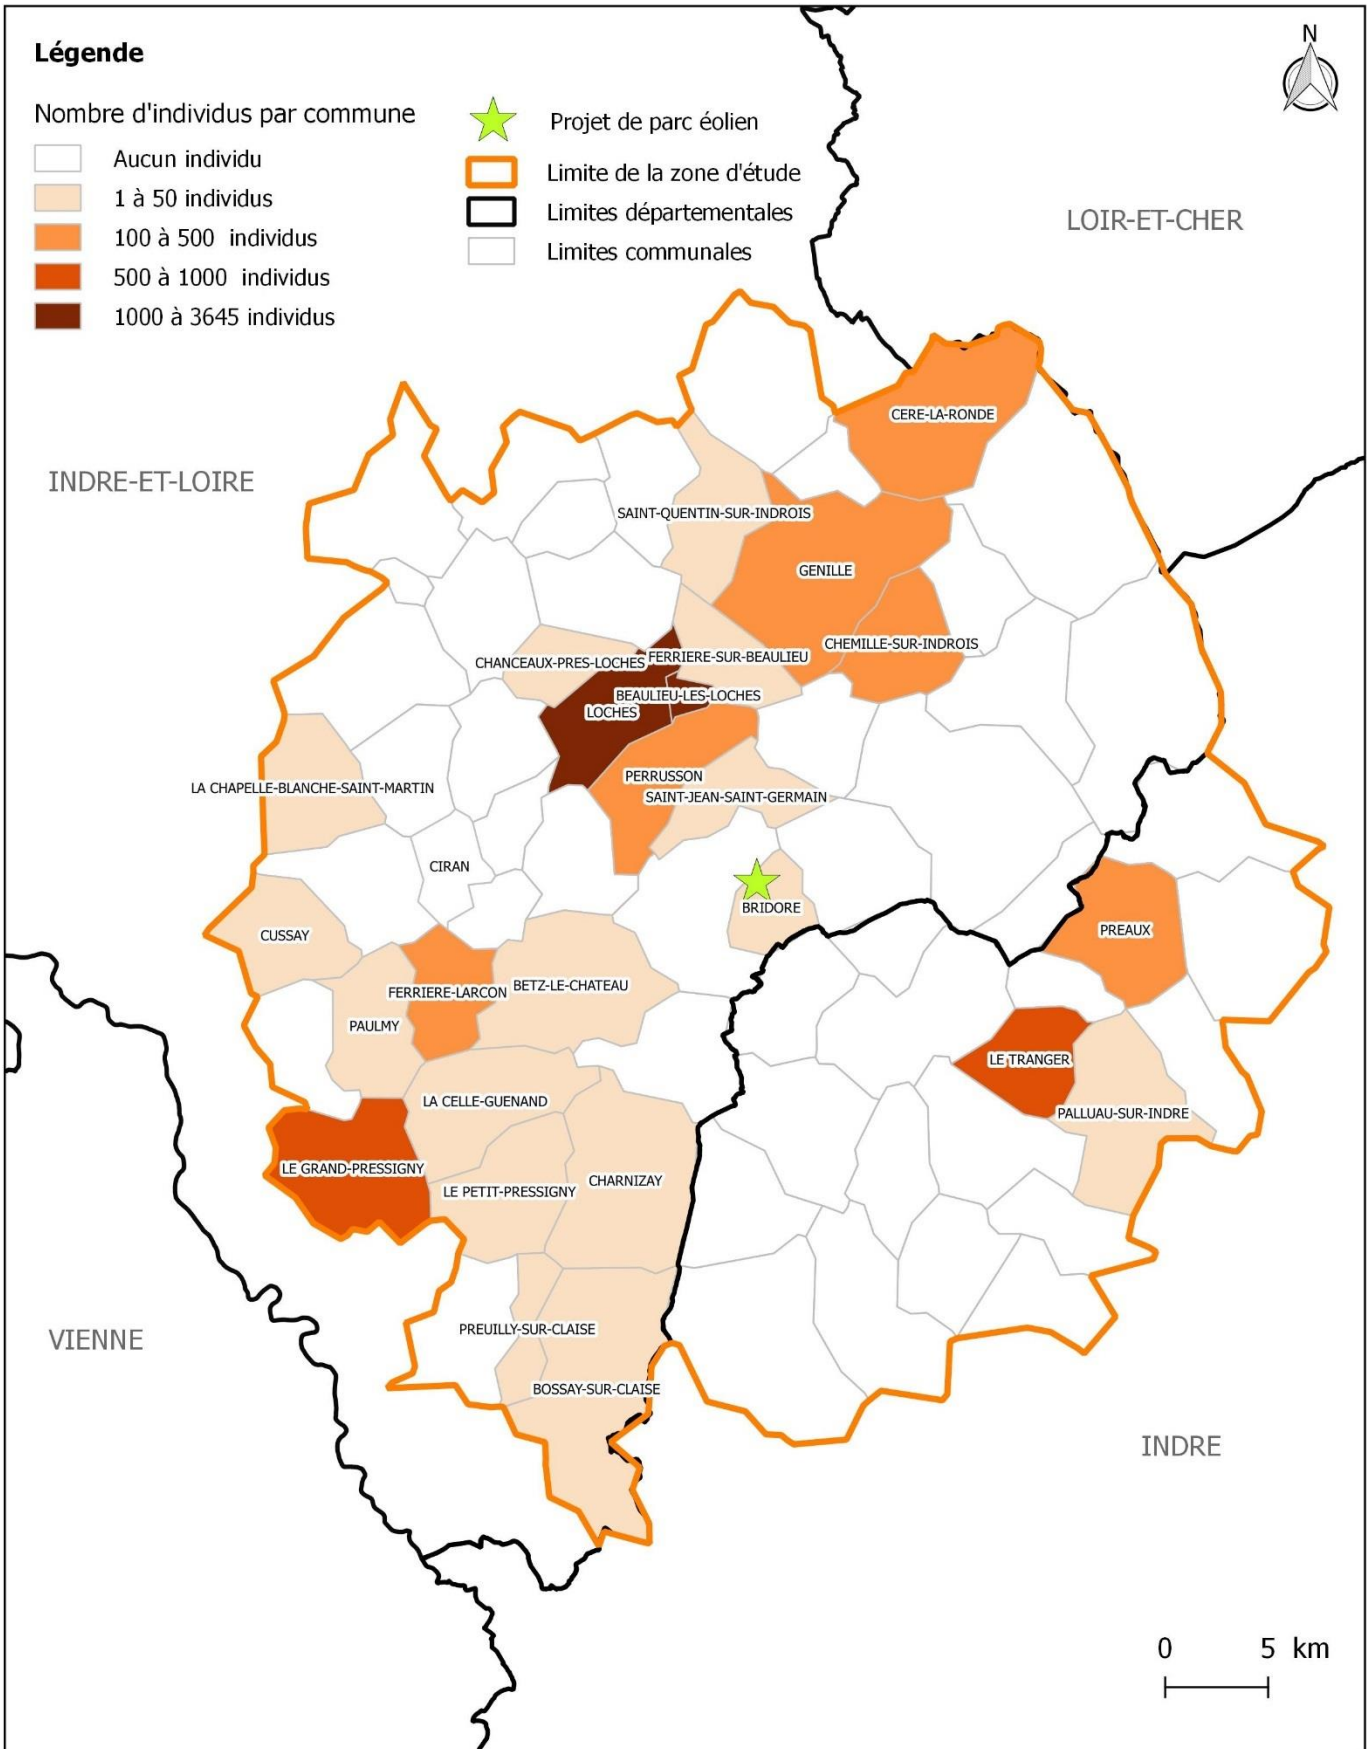 Légende
Nombre d'individus par commune
Aucun individu
1 à 50 individus
100 à 500 individus
500 à 1000 individus
1000 à 3645 individus
Projet de parc éolien
Limite de la zone d'étude
Limites départementales
Limites communales
N
LOIR-ET-CHER
INDRE-ET-LOIRE
CERE-LA-RONDE
SAINT-QUENTIN-SUR-INDROIS
GENILLE
CHEMILLE-SUR-INDROIS
CHANCEAUX-PRES-LOCHES
FERRIERE-SUR-BEAULIEU
BEAULIEU-LES-LOCHES
LOCHES
PERRUSSON
LA CHAPELLE-BLANCHE-SAINT-MARTIN
SAINT-JEAN-SAINT-GERMAIN
CIRAN
BRIDORE
CUSSAY
PREAUX
FERRIERE-LARCON
BETZ-LE-CHATEAU
PAULMY
LE TRANGER
LA CELLE-GUENAND
PALLUAU-SUR-INDRE
LE GRAND-PRESSIGNY
LE PETIT-PRESSIGNY
CHARNIZAY
PREUILLY-SUR-CLAISE
VIENNE
BOSSAY-SUR-CLAISE
INDRE
0 5 km